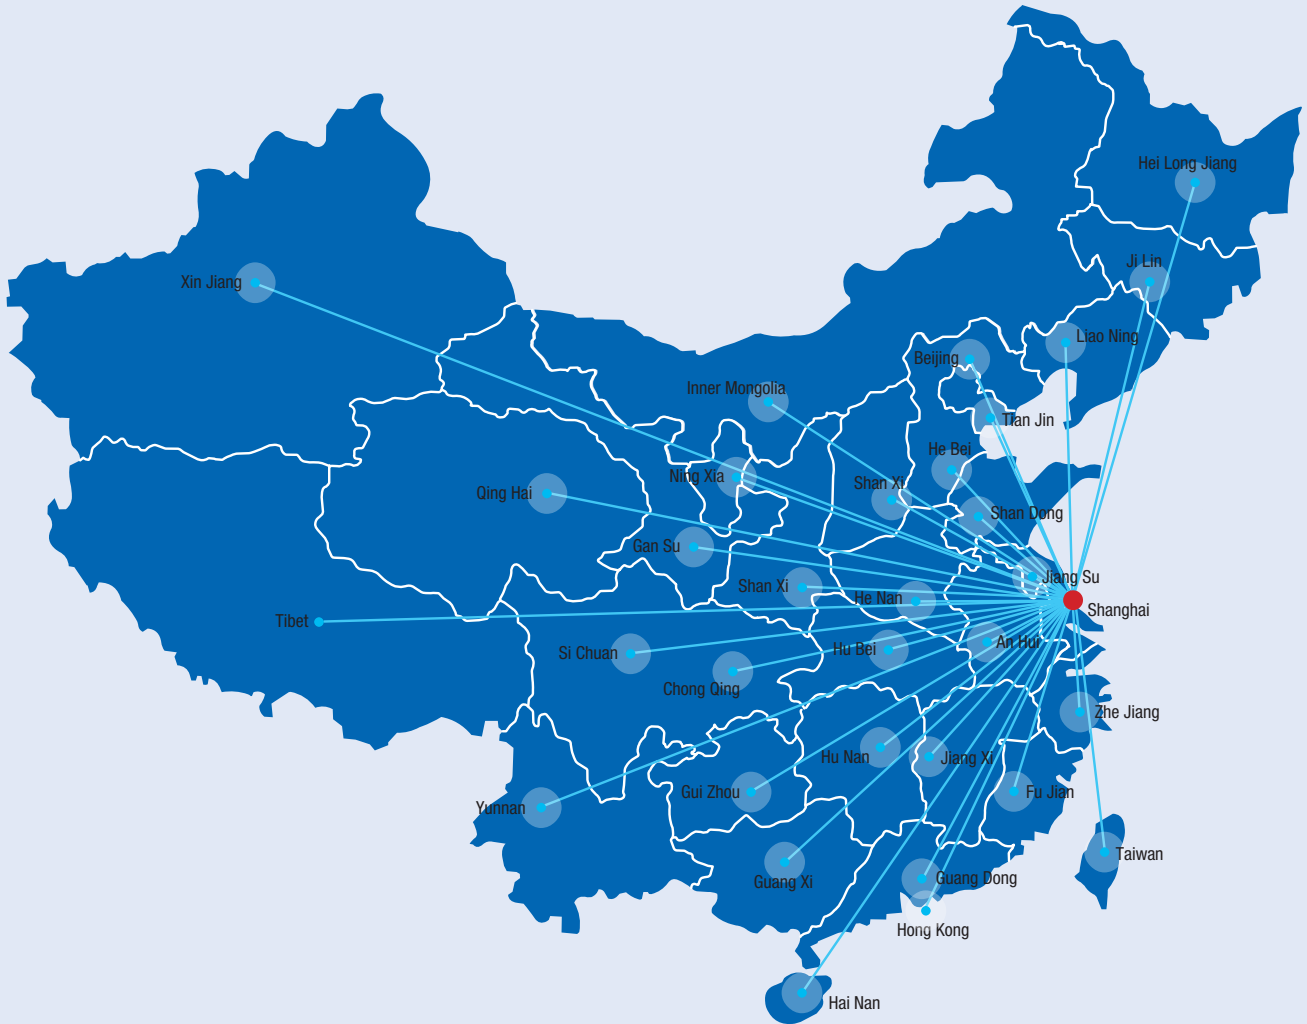 Hei Long Jiang
Ji Lin
Xin Jiang
Liao Ning
Beijing
Inner Mongolia
Tian Jin
He Bei
Ning Xia
Shan Xi
Qing Hai
Shan Dong
Gan Su
Jiang Su
Shan Xi
He Nan
Shanghai
Tibet
An Hui
Hu Bei
Si Chuan
Chong Qing
Zhe Jiang
Hu Nan
Jiang Xi
Gui Zhou
Fu Jian
Yunnan
Taiwan
Guang Xi
Guang Dong
Hong Kong
Hai Nan